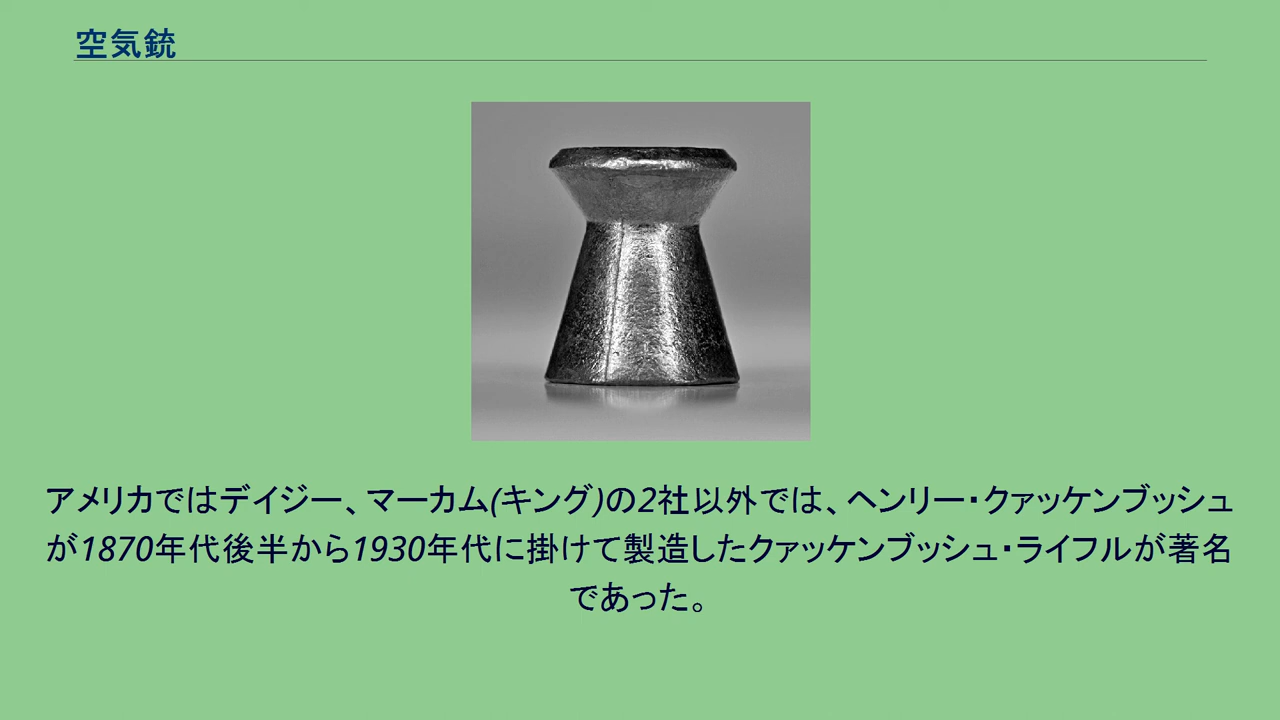 空気銃
アメリカではデイジー、マーカム(キング)の2社以外では、ヘンリー・クァッケンブッシュ
が1870年代後半から1930年代に掛けて製造したクァッケンブッシュ・ライフルが著名
であった。